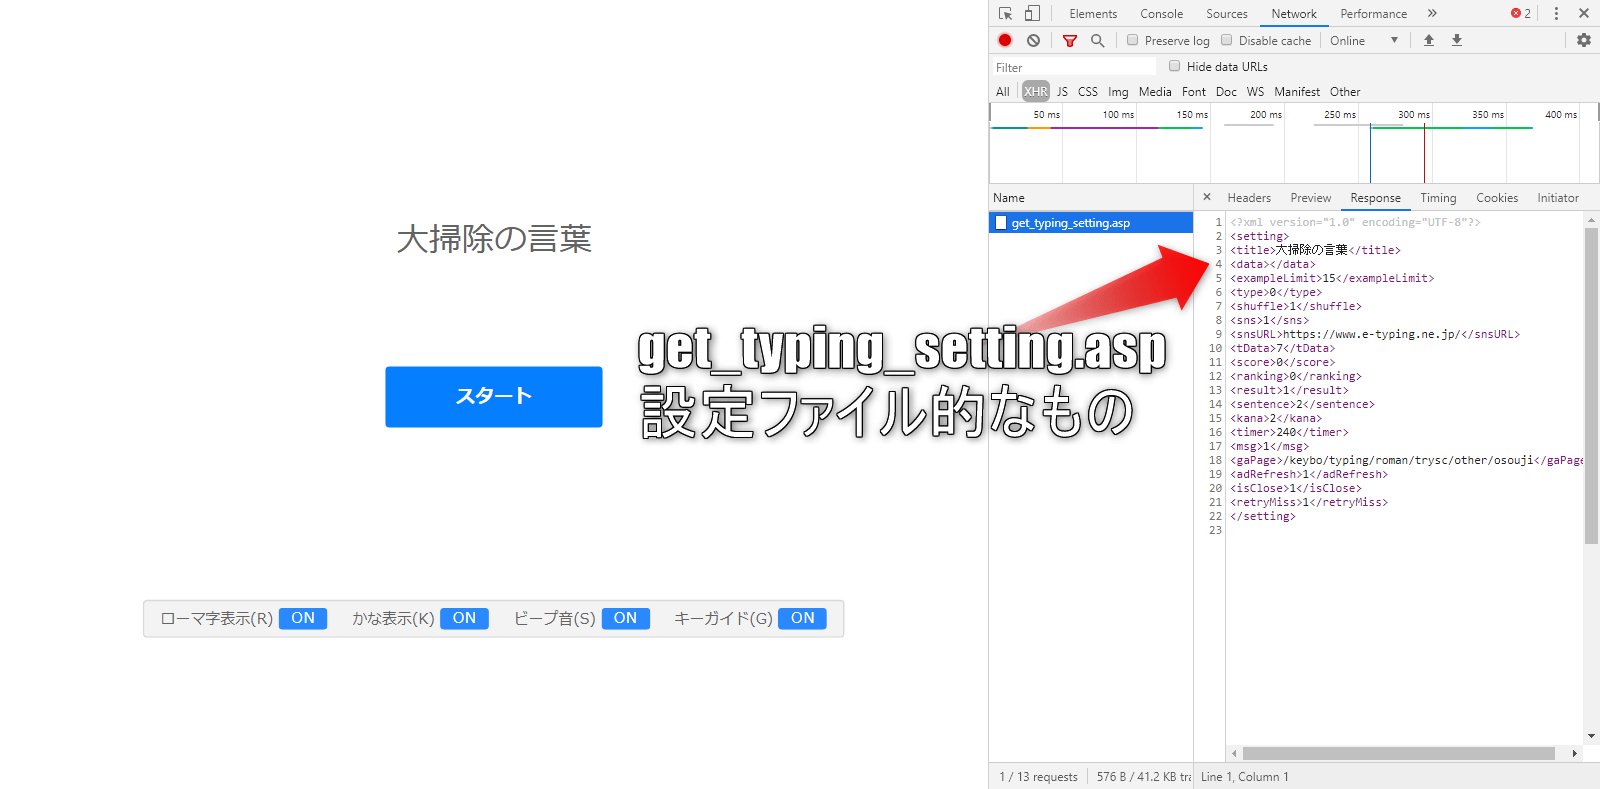 大掃除の言葉
スタート
ローマ字表示(R) ON かな表示(K) ON ビープ音(S) ON キーガイド(G) ON
get_typing_setting.asp
設定ファイル的なもの
Elements Console Sources Network Performance » 2
Preserve log Disable cache Online
Filter Hide data URLs
All XHR JS CSS Img Media Font Doc WS Manifest Other
50 ms 100 ms 150 ms 200 ms 250 ms 300 ms 350 ms 400 ms
Name
get_typing_setting.asp
Headers Preview Response Timing Cookies Initiator
1 <?xml version="1.0" encoding="UTF-8"?>
2 <setting>
3 <title>大掃除の言葉</title>
4 <data></data>
5 <exampleLimit>15</exampleLimit>
6 <type>0</type>
7 <shuffle>1</shuffle>
8 <sns>1</sns>
9 <snsURL>https://www.e-typing.ne.jp/</snsURL>
10 <tData>7</tData>
11 <score>0</score>
12 <ranking>0</ranking>
13 <result>1</result>
14 <sentence>2</sentence>
15 <kana>2</kana>
16 <timer>240</timer>
17 <msg>1</msg>
18 <gaPage>/keybo/typing/roman/trysc/other/osouji</gaPage
19 <adRefresh>1</adRefresh>
20 <isClose>1</isClose>
21 <retryMiss>1</retryMiss>
22 </setting>
23
1 / 13 requests 576 B / 41.2 KB tra
Line 1, Column 1